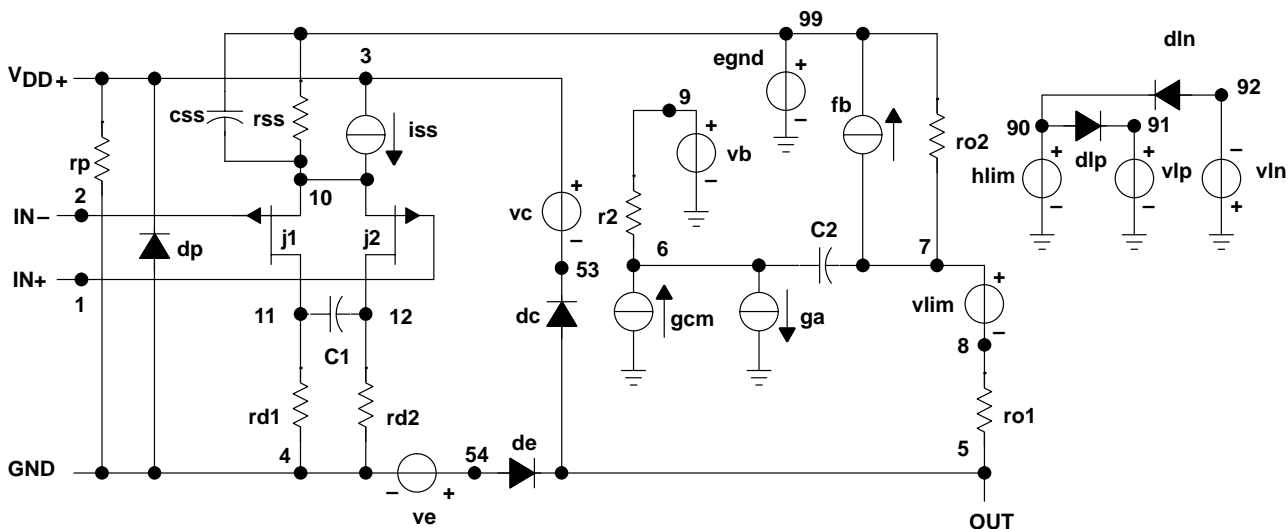 99
egnd
+
−
dln
V DD+
3
css
rss
iss
9
vb
+
−
fb
ro2
92
90
91
dlp
hlim
+
−
vlp
+
−
vln
−
+
rp
2
10
IN−
j1
j2
dp
vc
+
−
r2
6
C2
7
IN+
1
53
11
12
C1
dc
gcm
ga
vlim
+
−
8
rd1
rd2
ro1
GND
4
54
de
5
−
+
ve
OUT